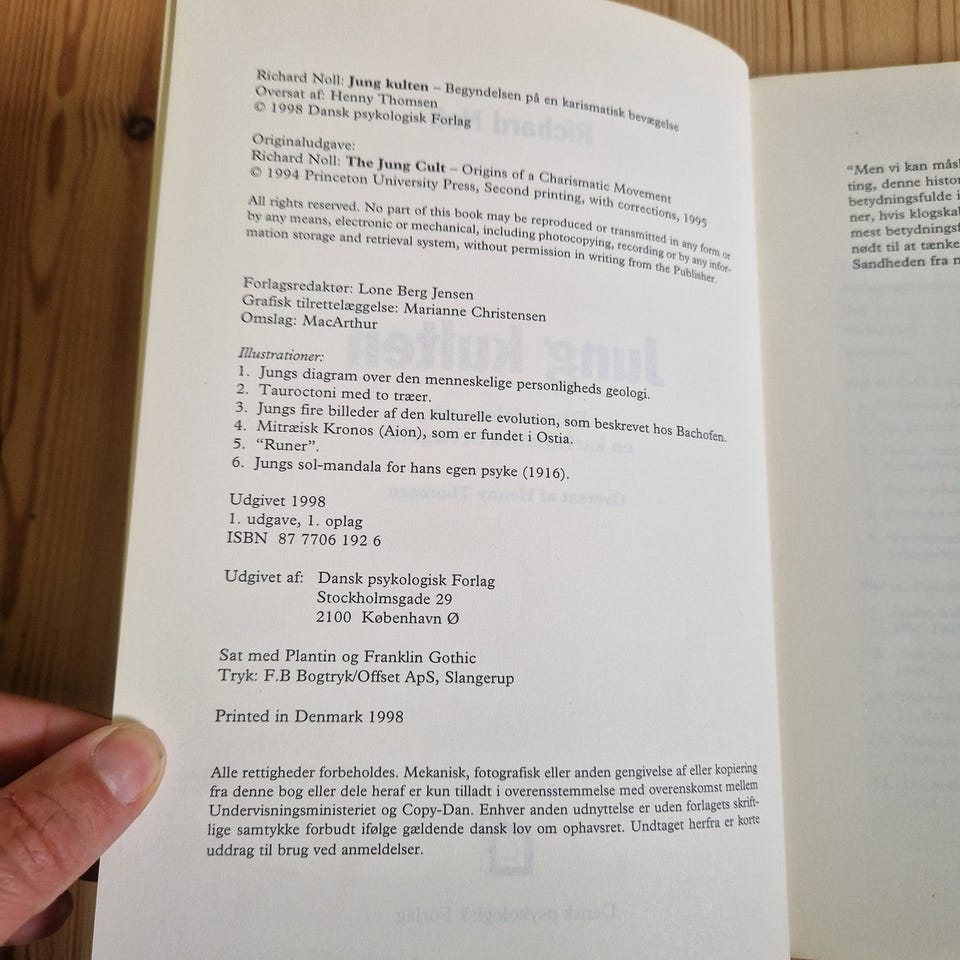 Richard Noll: Jung kulten – Begyndelsen på en karismatisk bevægelse
Oversat af: Henny Thomsen
© 1998 Dansk psykologisk Forlag
Originaludgave:
Richard Noll: The Jung Cult – Origins of a Charismatic Movement
© 1994 Princeton University Press, Second printing, with corrections, 1995
All rights reserved. No part of this book may be reproduced or transmitted in any form or
by any means, electronic or mechanical, including photocopying, recording or by any infor-
mation storage and retrieval system, without permission in writing from the Publisher.
Forlagsredaktør: Lone Berg Jensen
Grafisk tilrettelæggelse: Marianne Christensen
Omslag: MacArthur
Illustrationer:
1. Jungs diagram over den menneskelige personligheds geologi.
2. Tauroctoni med to træer.
3. Jungs fire billeder af den kulturelle evolution, som beskrevet hos Bachofen.
4. Mitræisk Kronos (Aion), som er fundet i Ostia.
5. “Runer”.
6. Jungs sol-mandala for hans egen psyke (1916).
Udgivet 1998
1. udgave, 1. oplag
ISBN 87 7706 192 6
Udgivet af: Dansk psykologisk Forlag
Stockholmsgade 29
2100 København Ø
Sat med Plantin og Franklin Gothic
Tryk: F.B Bogtryk/Offset ApS, Slangerup
Printed in Denmark 1998
Alle rettigheder forbeholdes. Mekanisk, fotografisk eller anden gengivelse af eller kopiering
fra denne bog eller dele heraf er kun tilladt i overensstemmelse med overenskomst mellem
Undervisningsministeriet og Copy-Dan. Enhver anden udnyttelse er uden forlagets skrift-
lige samtykke forbudt ifølge gældende dansk lov om ophavsret. Undtaget herfra er korte
uddrag til brug ved anmeldelser.
“Men vi kan
ting, denne
betydningsfulde
ner, hvis
mest
nødt til at tænke
Sandheden fra